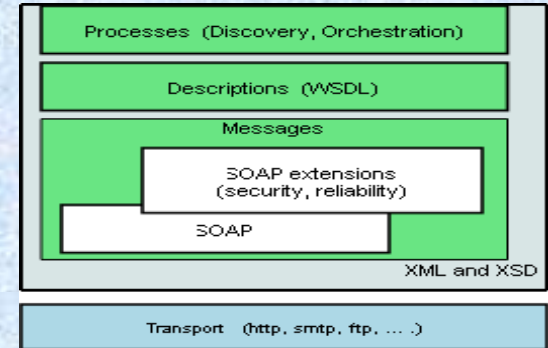 Processes (Discovery, Orchestration)
Descriptions (WSDL)
Messages
SOAP extensions
(security, reliability)
SOAP
XML and XSD
Transport (http, smtp, ftp, ... .)